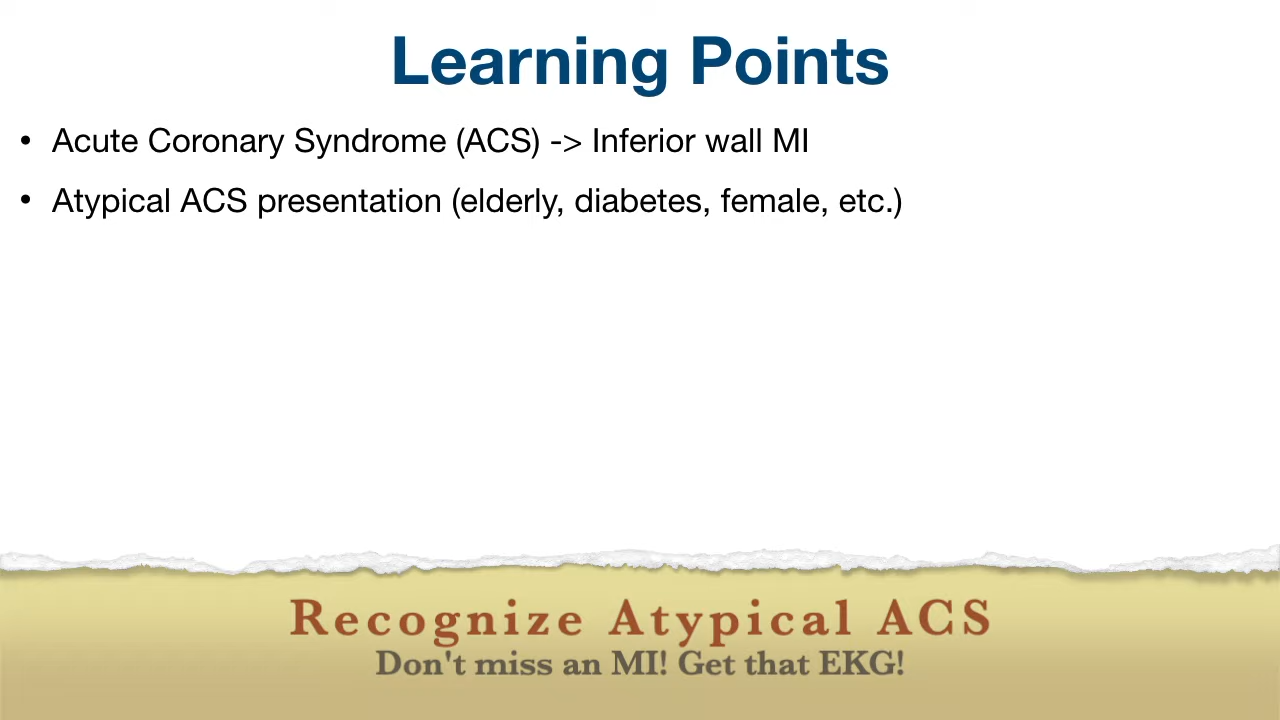 Learning Points
• Acute Coronary Syndrome (ACS) -> Inferior wall MI
• Atypical ACS presentation (elderly, diabetes, female, etc.)
Recognize Atypical ACS
Don't miss an MI! Get that EKG!